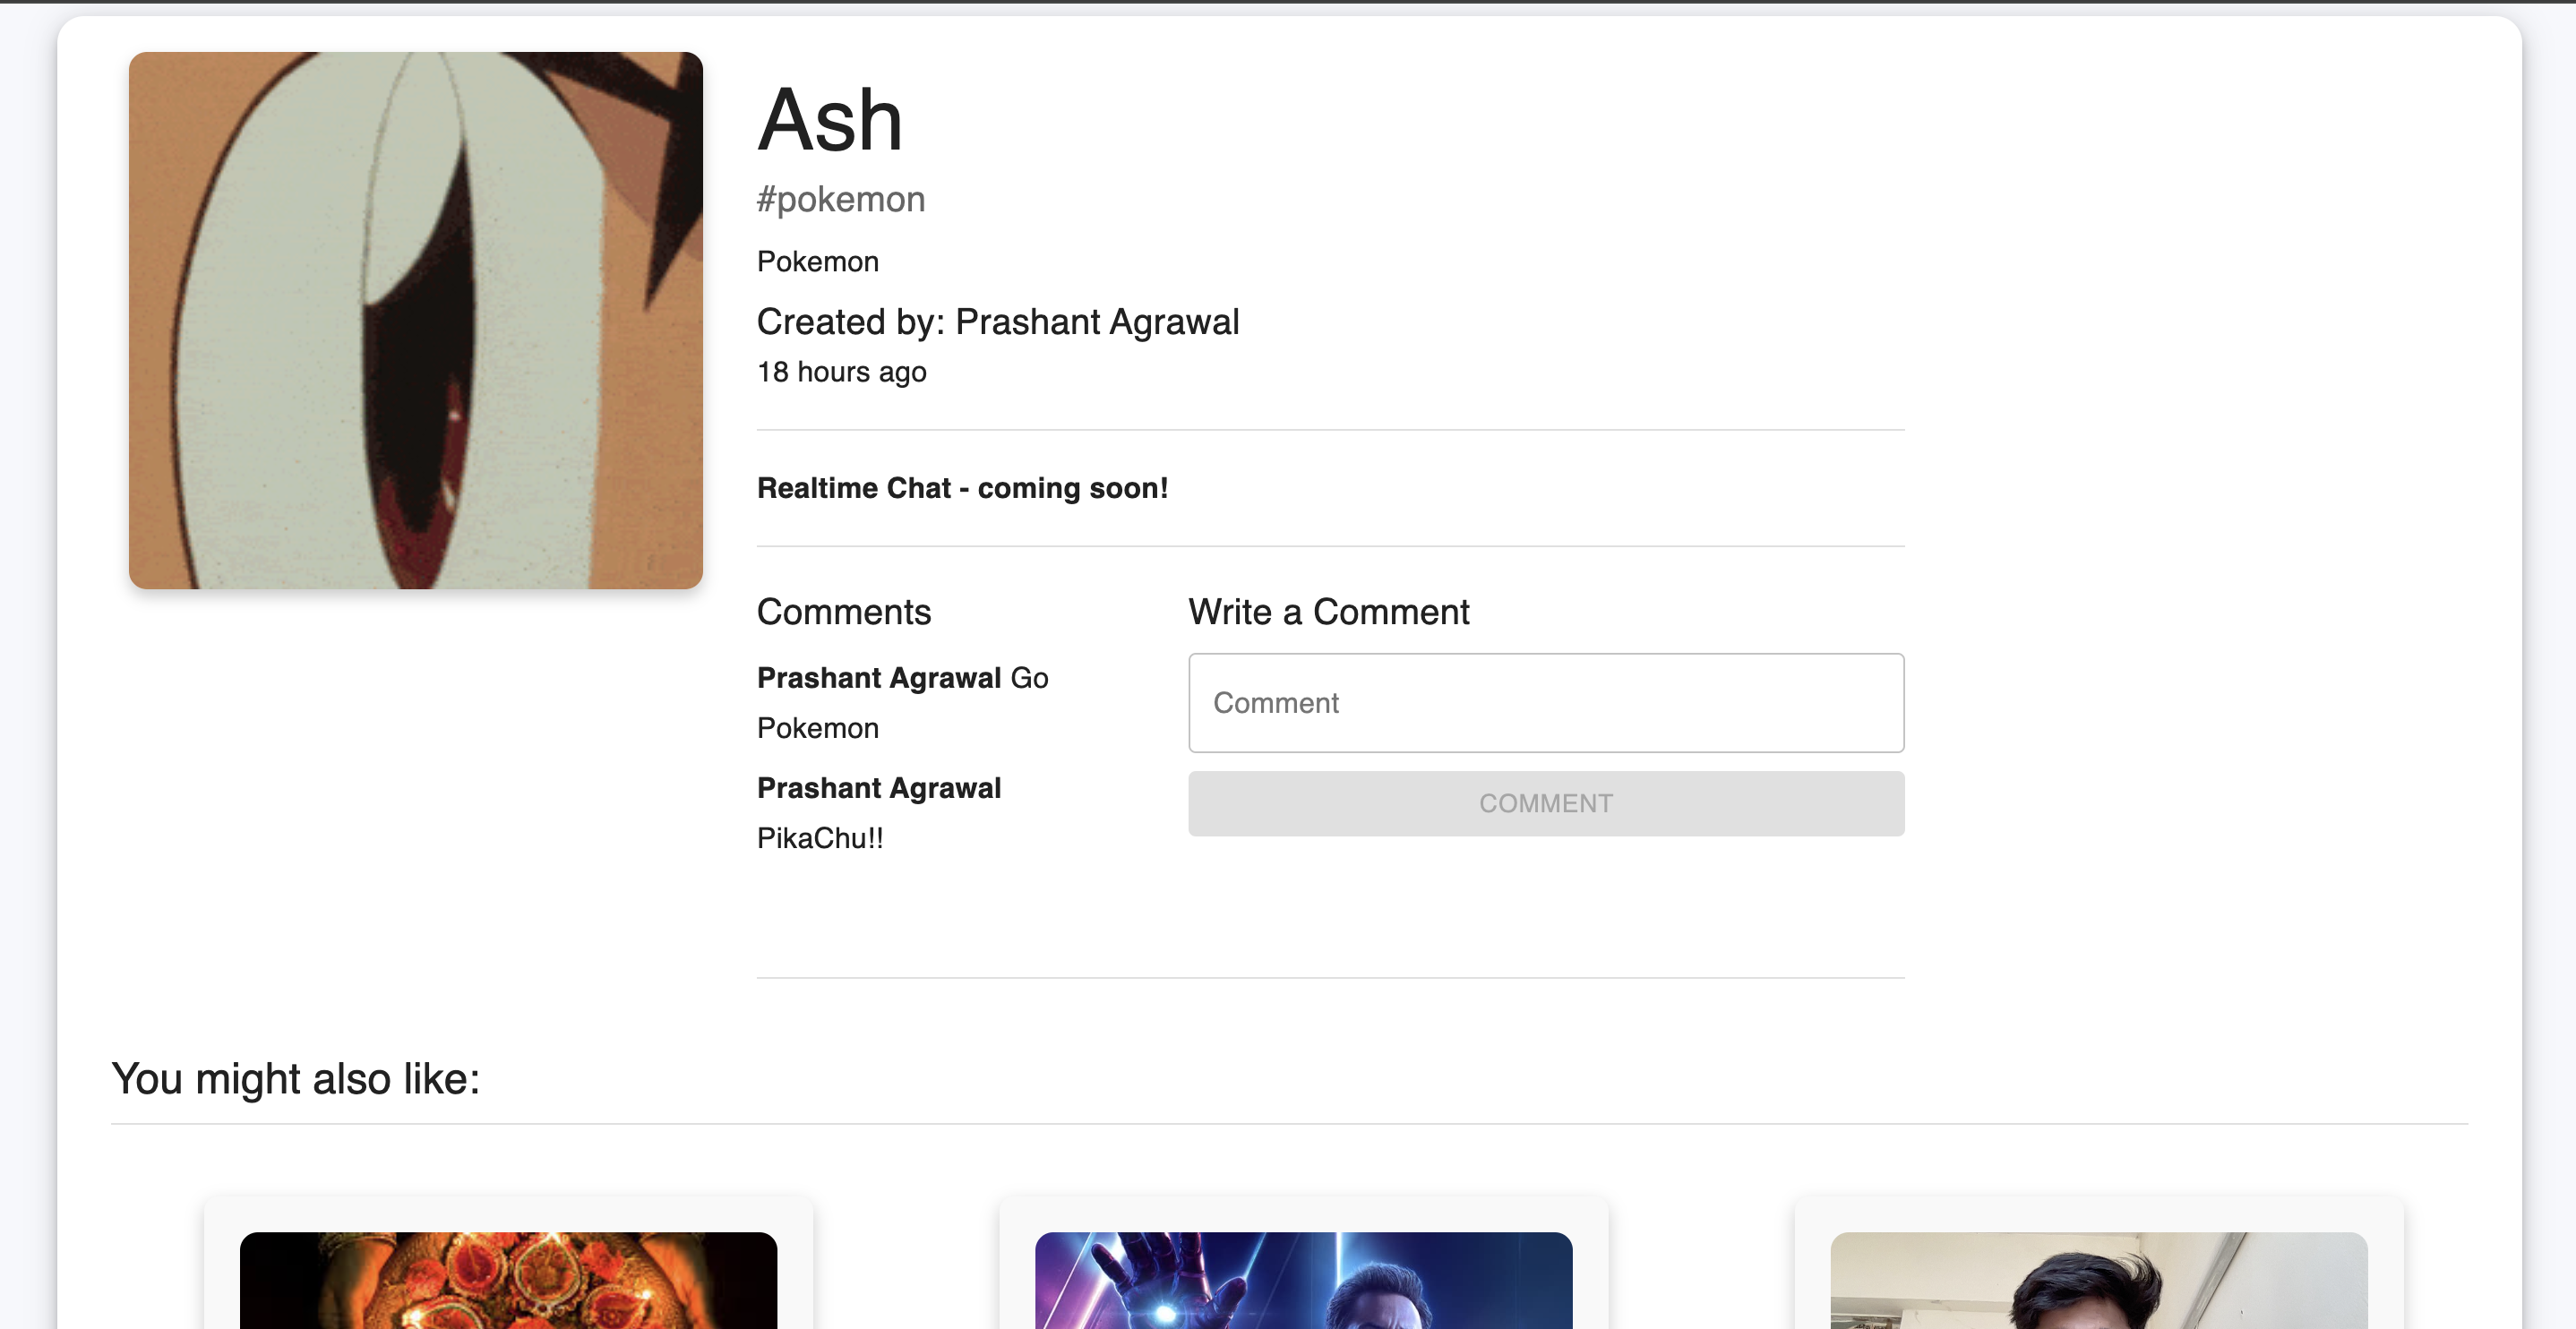 Ash
#pokemon
Pokemon
Created by: Prashant Agrawal
18 hours ago
Realtime Chat - coming soon!
Comments
Prashant Agrawal Go
Pokemon
Prashant Agrawal
PikaChu!!
Write a Comment
Comment
COMMENT
You might also like: